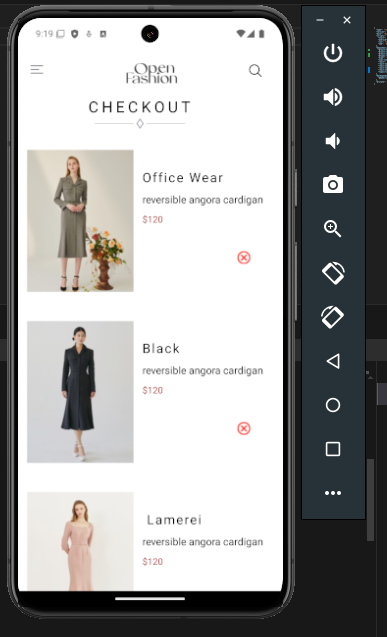 9:19
Open
Fashion
CHECKOUT
Office Wear
reversible angora cardigan
$120
Black
reversible angora cardigan
$120
Lamerei
reversible angora cardigan
$120